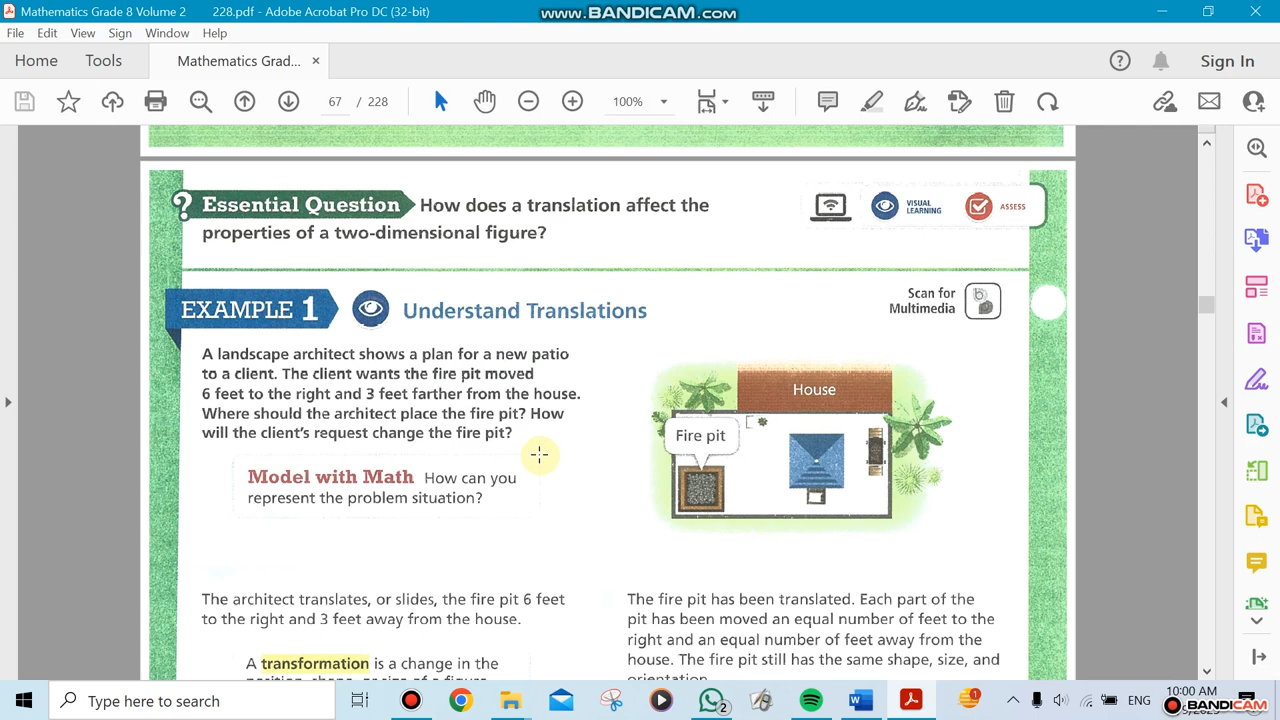 Mathematics Grade 8 Volume 2 228.pdf - Adobe Acrobat Pro DC (32-bit)
www.BANDICAM.com
File Edit View Sign Window Help
Home Tools Mathematics Grad... × Sign In
67 / 228 100%
? Essential Question How does a translation affect the
properties of a two-dimensional figure?
VISUAL
LEARNING
ASSESS
EXAMPLE 1 Understand Translations
Scan for
Multimedia
A landscape architect shows a plan for a new patio
to a client. The client wants the fire pit moved
6 feet to the right and 3 feet farther from the house.
Where should the architect place the fire pit? How
will the client's request change the fire pit?
House
Fire pit
Model with Math How can you
represent the problem situation?
The architect translates, or slides, the fire pit 6 feet
to the right and 3 feet away from the house.
A transformation is a change in the
The fire pit has been translated. Each part of the
pit has been moved an equal number of feet to the
right and an equal number of feet away from the
house. The fire pit still has the same shape, size, and
Type here to search
2
W
1
ENG
10:00 AM
BANDICAM